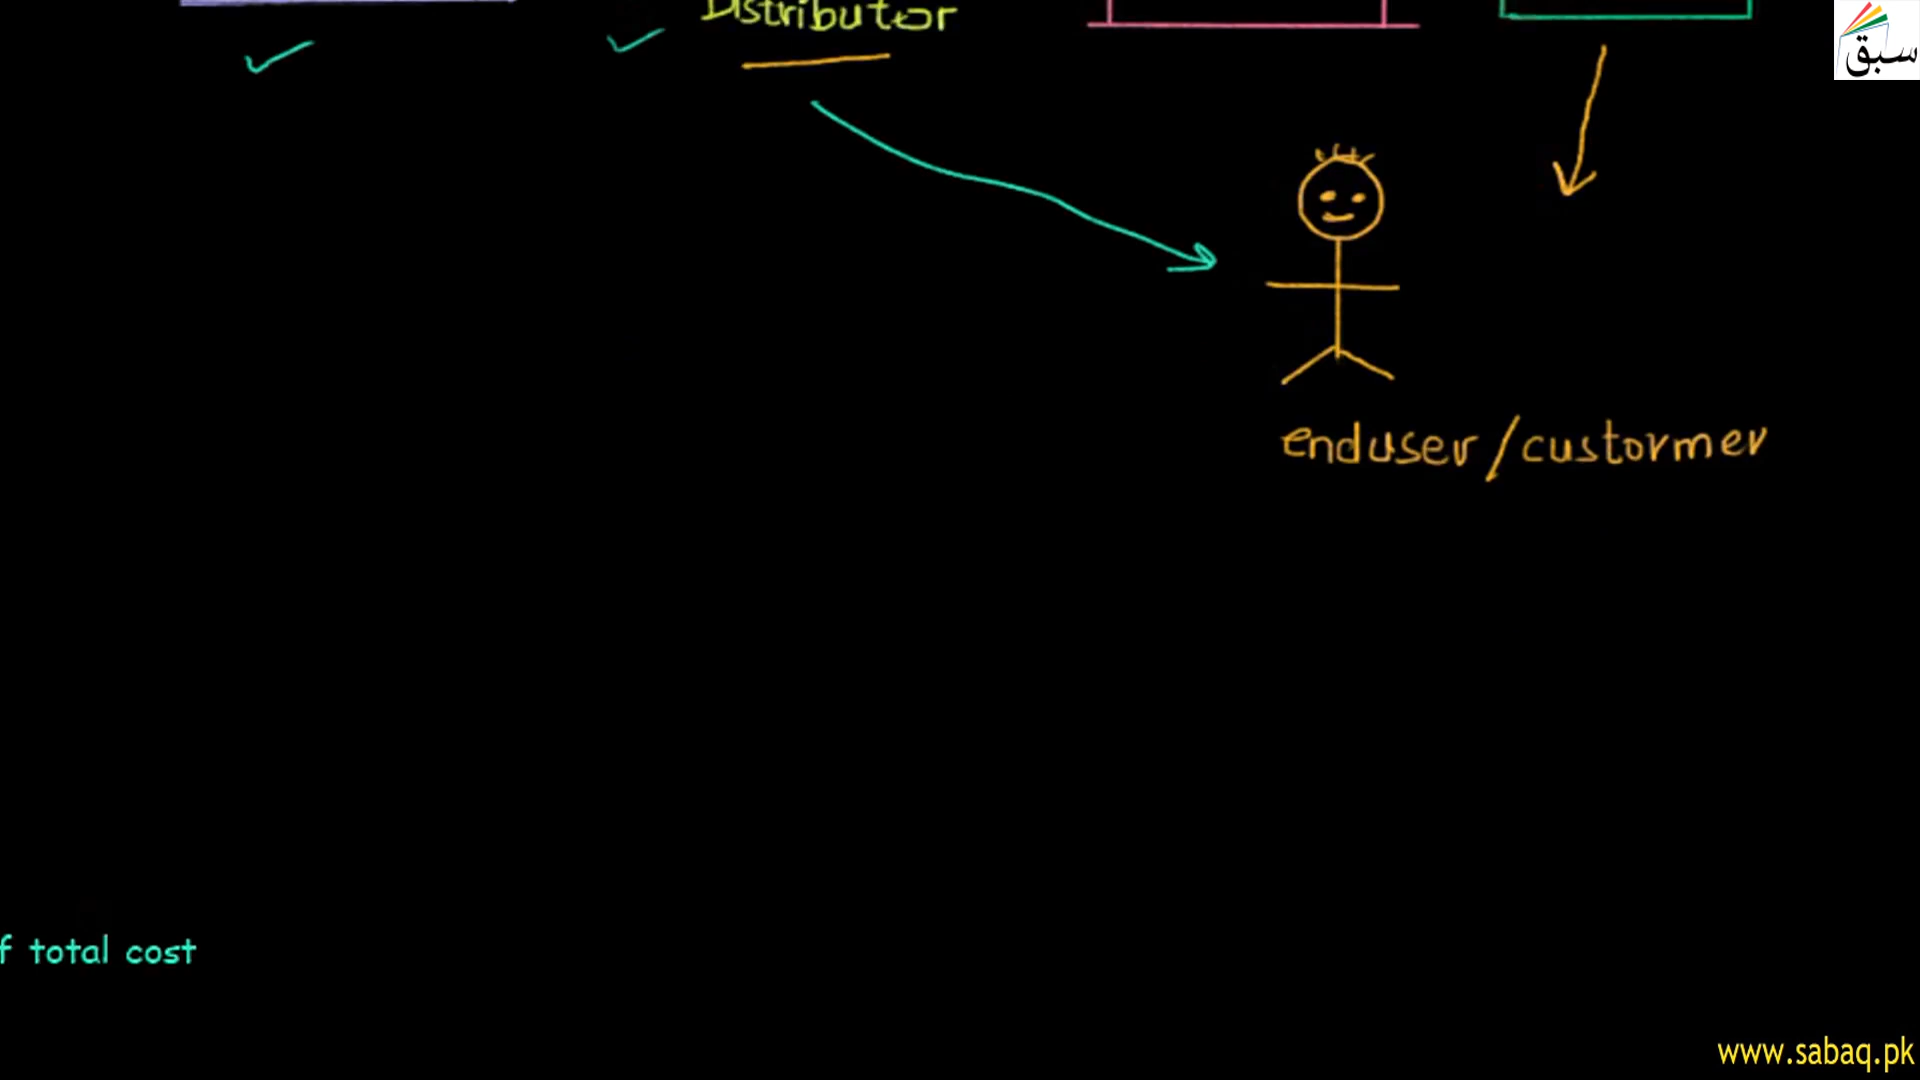 Distributor
سبق
enduser/custormer
f total cost
www.sabaq.pk